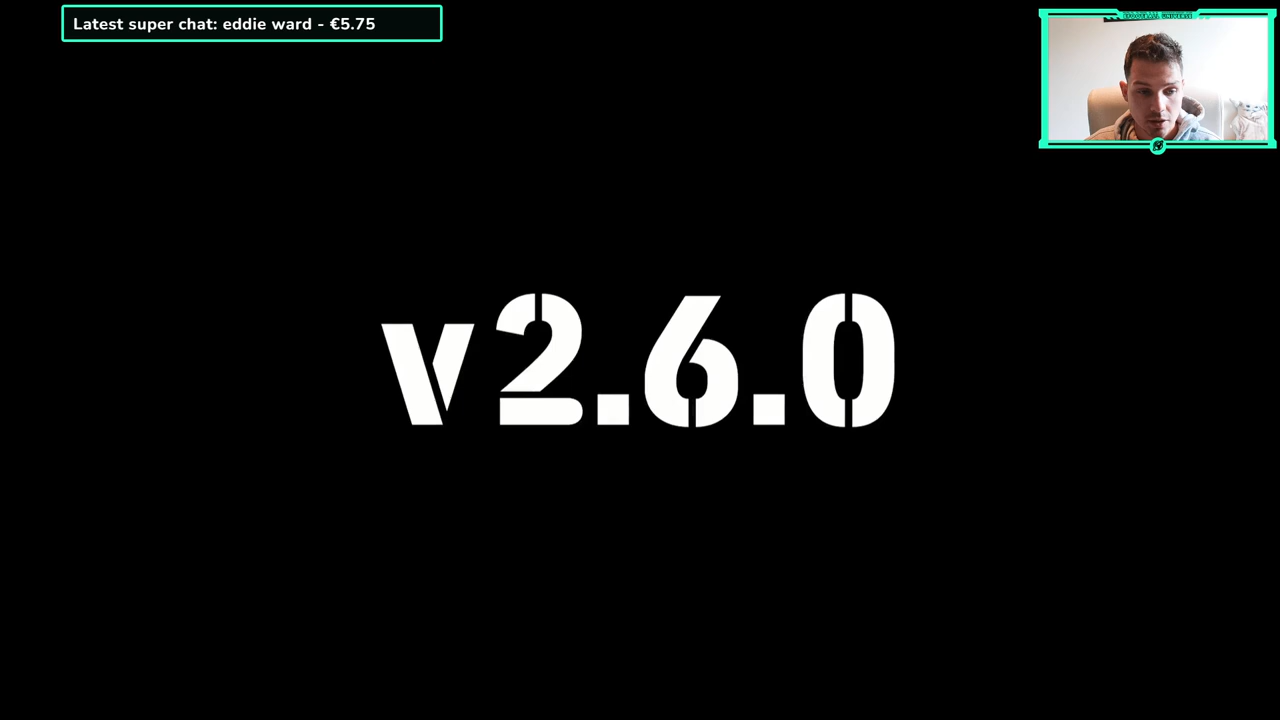 Latest super chat: eddie ward - €5.75
v2.6.0